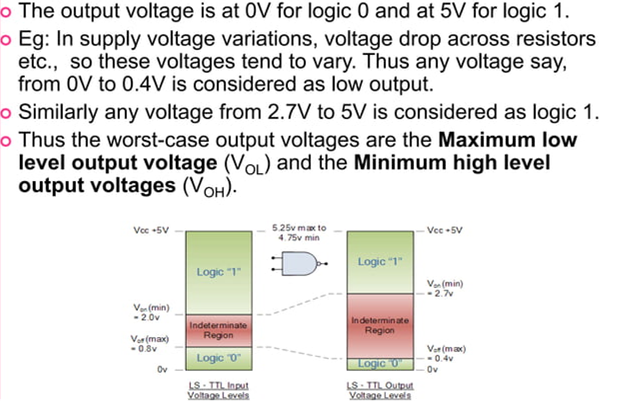 The output voltage is at 0V for logic 0 and at 5V for logic 1.
Eg: In supply voltage variations, voltage drop across resistors
etc., so these voltages tend to vary. Thus any voltage say,
from 0V to 0.4V is considered as low output.
Similarly any voltage from 2.7V to 5V is considered as logic 1.
Thus the worst-case output voltages are the Maximum low
level output voltage (VOL) and the Minimum high level
output voltages (VOH).
Vcc +5V
5.25v max to
4.75v min
Vcc +5V
Logic "1"
Logic "1"
Von (min)
= 2.7v
Von (min)
= 2.0v
Indeterminate
Region
Indeterminate
Region
Voff (max)
= 0.8v
Voff (max)
= 0.4v
Logic "0"
Logic "0"
0v
0v
LS - TTL Input
Voltage Levels
LS - TTL Output
Voltage Levels